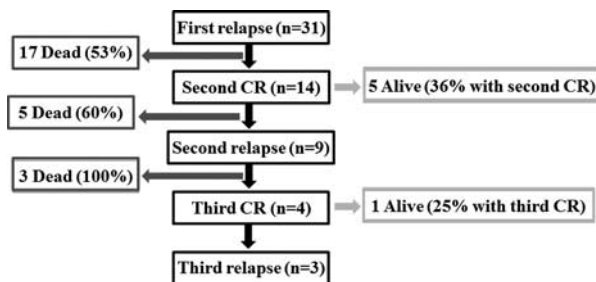 First relapse (n=31)
17 Dead (53%)
Second CR (n=14)
5 Alive (36% with second CR)
5 Dead (60%)
Second relapse (n=9)
3 Dead (100%)
Third CR (n=4)
1 Alive (25% with third CR)
Third relapse (n=3)